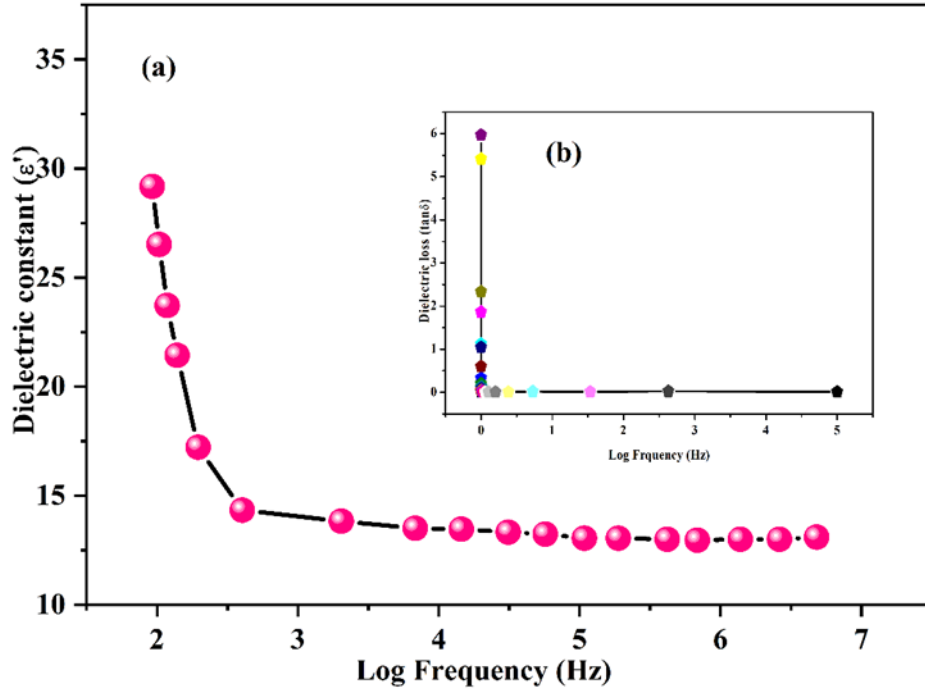 (a)
Dielectric constant (ε')
35
30
25
20
15
10
2 3 4 5 6 7
Log Frequency (Hz)
(b)
Dielectric loss (tanδ)
6
5
4
3
2
1
0
0 1 2 3 4 5
Log Frquency (Hz)